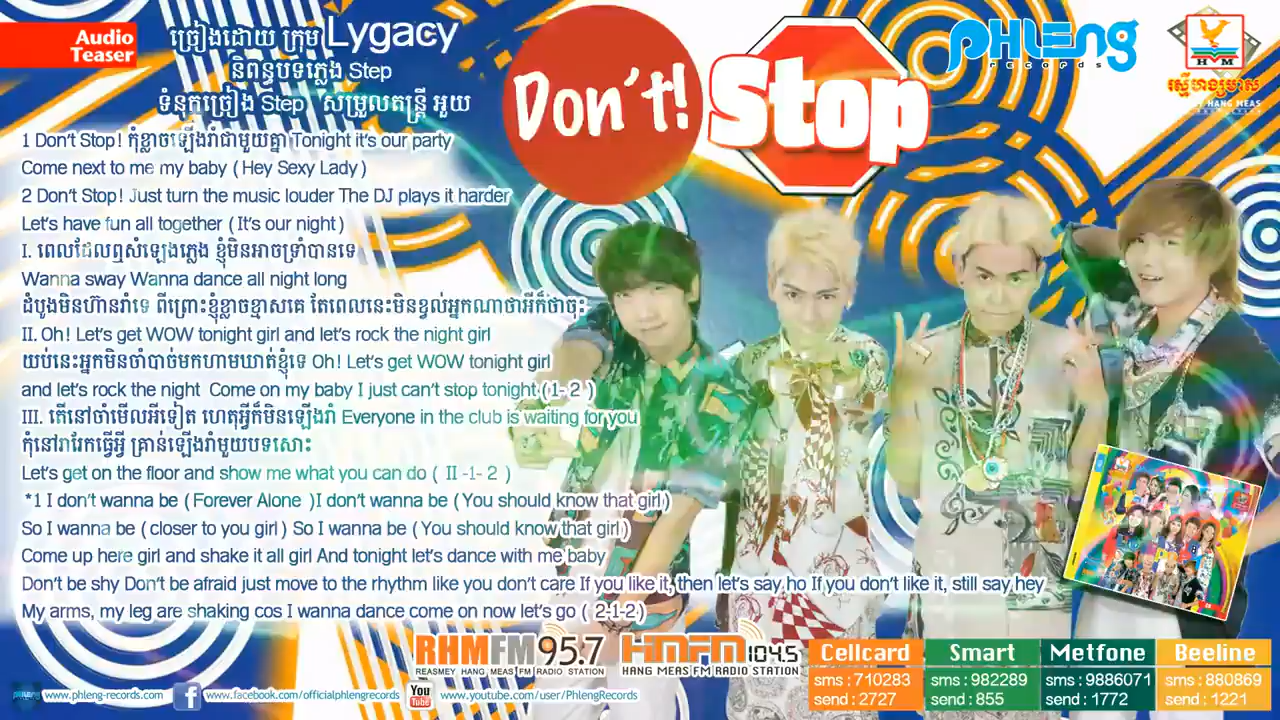 Audio
Teaser
ច្រៀងដោយ ក្រុម Lygacy
និពន្ធបទភ្លេង Step
ទំនុកច្រៀង Step សម្រួលតន្ត្រី អួយ
Don't!
Stop
PHLENG
records
HM
រស្មីហង្សមាស
HANG MEAS
1 Don't Stop! កុំខ្លាចឡើងរាំជាមួយគ្នា Tonight it's our party
Come next to me my baby (Hey Sexy Lady)
2 Don't Stop! Just turn the music louder The DJ plays it harder
Let's have fun all together (It's our night)
I. ពេលដែលឮសំឡេងភ្លេង ខ្ញុំមិនអាចទ្រាំបានទេ
Wanna sway Wanna dance all night long
ដំបូងមិនហ៊ានរាំទេ ពីព្រោះខ្ញុំខ្លាចខ្មាសគេ តែពេលនេះមិនខ្វល់អ្នកណាថាអីក៏ថាចុះ
II. Oh! Let's get WOW tonight girl and let's rock the night girl
យប់នេះអ្នកមិនចាំបាច់មកហាមឃាត់ខ្ញុំទេ Oh! Let's get WOW tonight girl
and let's rock the night Come on my baby I just can't stop tonight (1- 2 )
III. តើនៅចាំមើលអីទៀត ហេតុអ្វីក៏មិនឡើងរាំ Everyone in the club is waiting for you
កុំនៅរារែកធ្វើអ្វី គ្រាន់ឡើងរាំមួយបទសោះ
Let's get on the floor and show me what you can do ( II -1- 2 )
*1 I don't wanna be (Forever Alone )I don't wanna be (You should know that girl)
So I wanna be (closer to you girl) So I wanna be (You should know that girl)
Come up here girl and shake it all girl And tonight let's dance with me baby
Don't be shy Don't be afraid just move to the rhythm like you don't care If you like it, then let's say ho If you don't like it, still say hey
My arms, my leg are shaking cos I wanna dance come on now let's go ( 2-1-2)
RHMFM 95.7
REASMEY HANG MEAS FM RADIO STATION
HMFM 104.5
HANG MEAS FM RADIO STATION
Cellcard
sms : 710283
send : 2727
Smart
sms : 982289
send : 855
Metfone
sms : 9886071
send : 1772
Beeline
sms : 880869
send : 1221
www.phleng-records.com
www.facebook.com/officialphlengrecords
You Tube
www.youtube.com/user/PhlengRecords